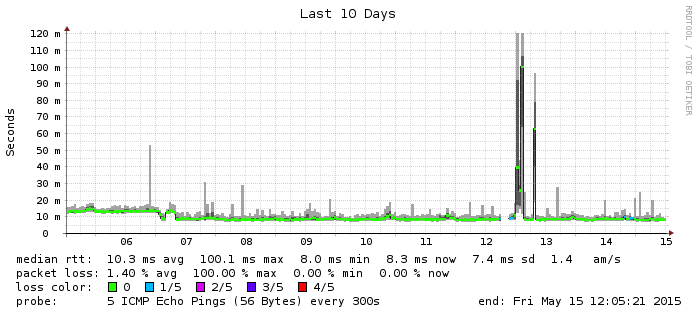 Last 10 Days
RRDTOOL / TOBI OETIKER
Seconds
120 m
110 m
100 m
90 m
80 m
70 m
60 m
50 m
40 m
30 m
20 m
10 m
0
06 07 08 09 10 11 12 13 14 15
median rtt: 10.3 ms avg 100.1 ms max 8.0 ms min 8.3 ms now 7.4 ms sd 1.4 am/s
packet loss: 1.40 % avg 100.00 % max 0.00 % min 0.00 % now
loss color: 0 1/5 2/5 3/5 4/5
probe: 5 ICMP Echo Pings (56 Bytes) every 300s end: Fri May 15 12:05:21 2015